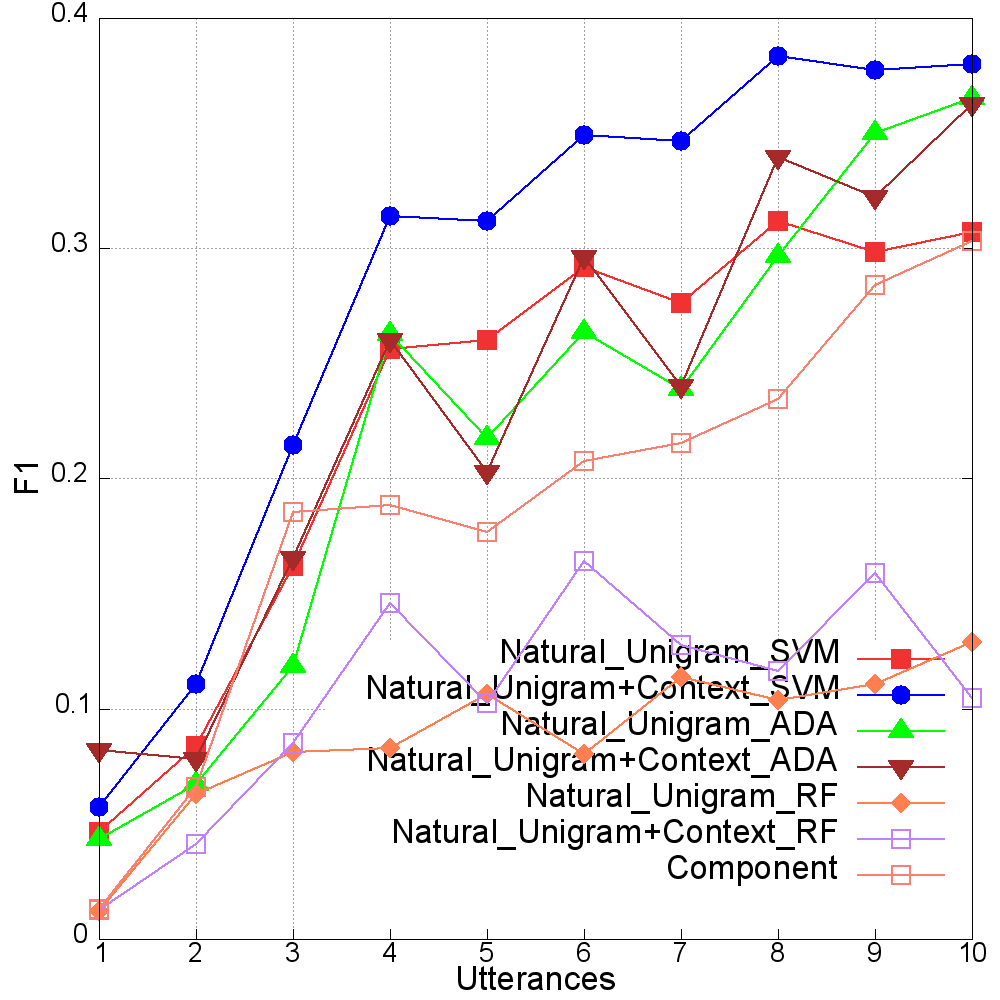 0.4
0.3
0.2
0.1
0
F1
Natural_Unigram_SVM
Natural_Unigram+Context_SVM
Natural_Unigram_ADA
Natural_Unigram+Context_ADA
Natural_Unigram_RF
Natural_Unigram+Context_RF
Component
1 2 3 4 5 6 7 8 9 10
Utterances